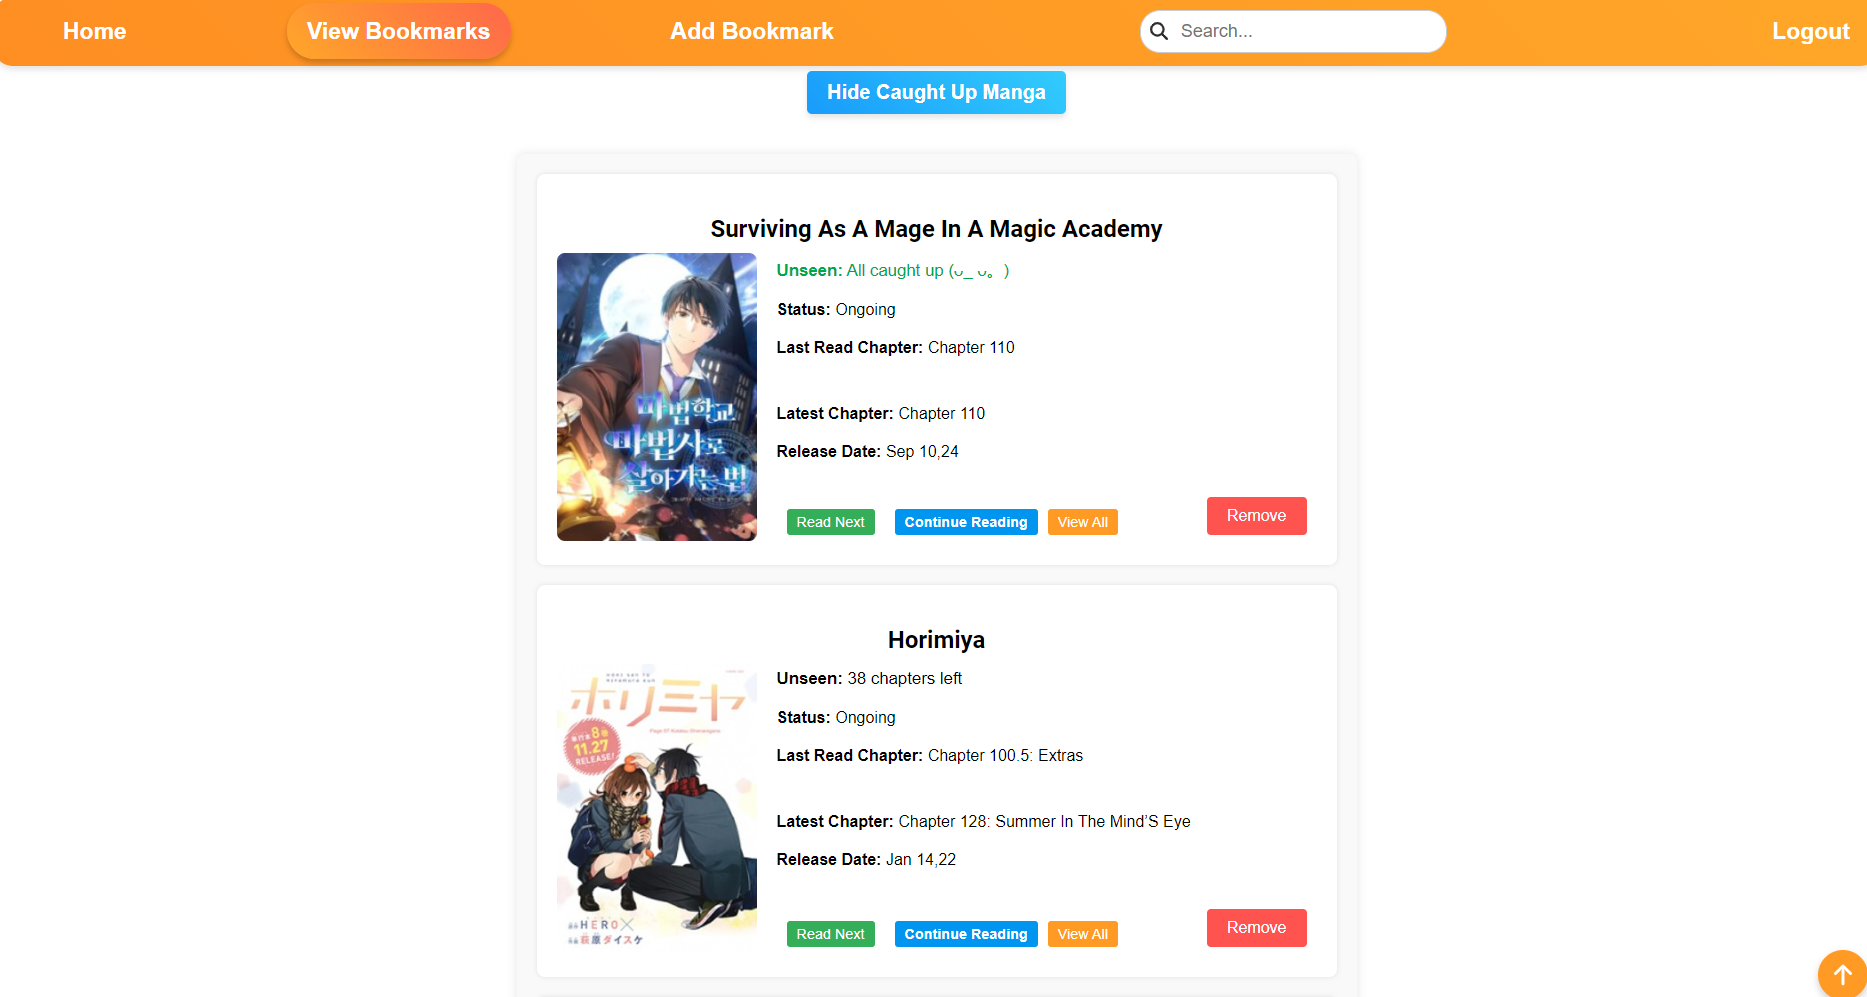 Home
View Bookmarks
Add Bookmark
Search...
Logout
Hide Caught Up Manga
Surviving As A Mage In A Magic Academy
마법학교
마법사로
살아가는 법
Unseen: All caught up (ᴗ_ ᴗ。)
Status: Ongoing
Last Read Chapter: Chapter 110
Latest Chapter: Chapter 110
Release Date: Sep 10,24
Read Next
Continue Reading
View All
Remove
Horimiya
ホリミヤ
8
11.27
RELEASE!
HERO×
萩原ダイスケ
Unseen: 38 chapters left
Status: Ongoing
Last Read Chapter: Chapter 100.5: Extras
Latest Chapter: Chapter 128: Summer In The Mind'S Eye
Release Date: Jan 14,22
Read Next
Continue Reading
View All
Remove